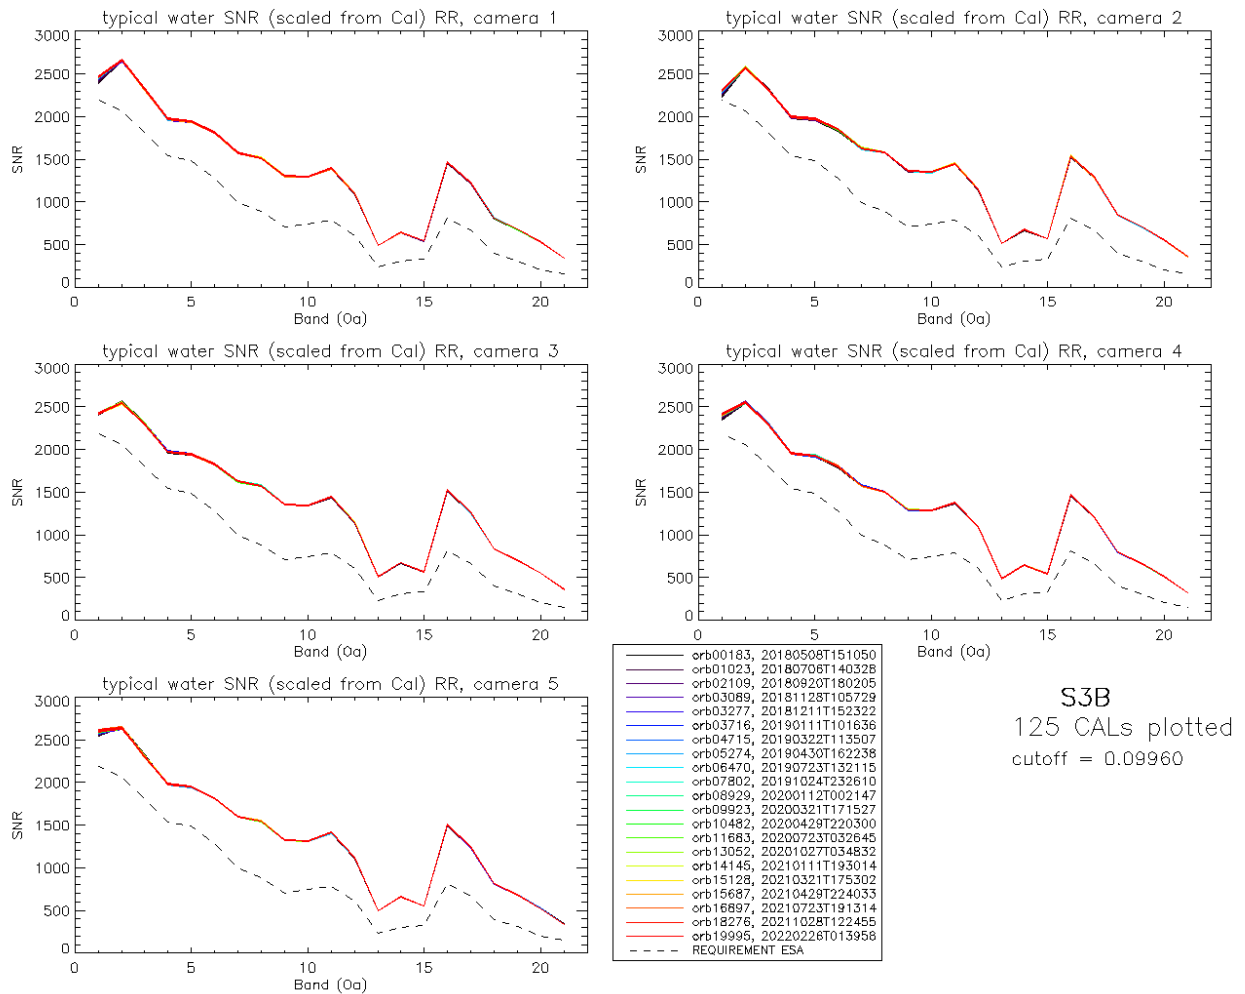 typical water SNR (scaled from Cal) RR, camera 1
3000
2500
2000
1500
1000
500
0
SNR
0 5 10 15 20
Band (Oa)
typical water SNR (scaled from Cal) RR, camera 2
3000
2500
2000
1500
1000
500
0
SNR
0 5 10 15 20
Band (Oa)
typical water SNR (scaled from Cal) RR, camera 3
3000
2500
2000
1500
1000
500
0
SNR
0 5 10 15 20
Band (Oa)
typical water SNR (scaled from Cal) RR, camera 4
3000
2500
2000
1500
1000
500
0
SNR
0 5 10 15 20
Band (Oa)
typical water SNR (scaled from Cal) RR, camera 5
3000
2500
2000
1500
1000
500
0
SNR
0 5 10 15 20
Band (Oa)
orb00183, 20180508T151050
orb01023, 20180706T140328
orb02109, 20180920T180205
orb03089, 20181128T105729
orb03277, 20181211T152322
orb03716, 20190111T101636
orb04715, 20190322T113507
orb05274, 20190430T162238
orb06470, 20190723T132115
orb07802, 20191024T232610
orb08929, 20200112T002147
orb09923, 20200321T171527
orb10482, 20200429T220300
orb11683, 20200723T032645
orb13052, 20201027T034832
orb14145, 20210111T193014
orb15128, 20210321T175302
orb15687, 20210429T224033
orb16897, 20210723T191314
orb18276, 20211028T122455
orb19995, 20220226T013958
REQUIREMENT ESA
S3B
125 CALs plotted
cutoff = 0.09960